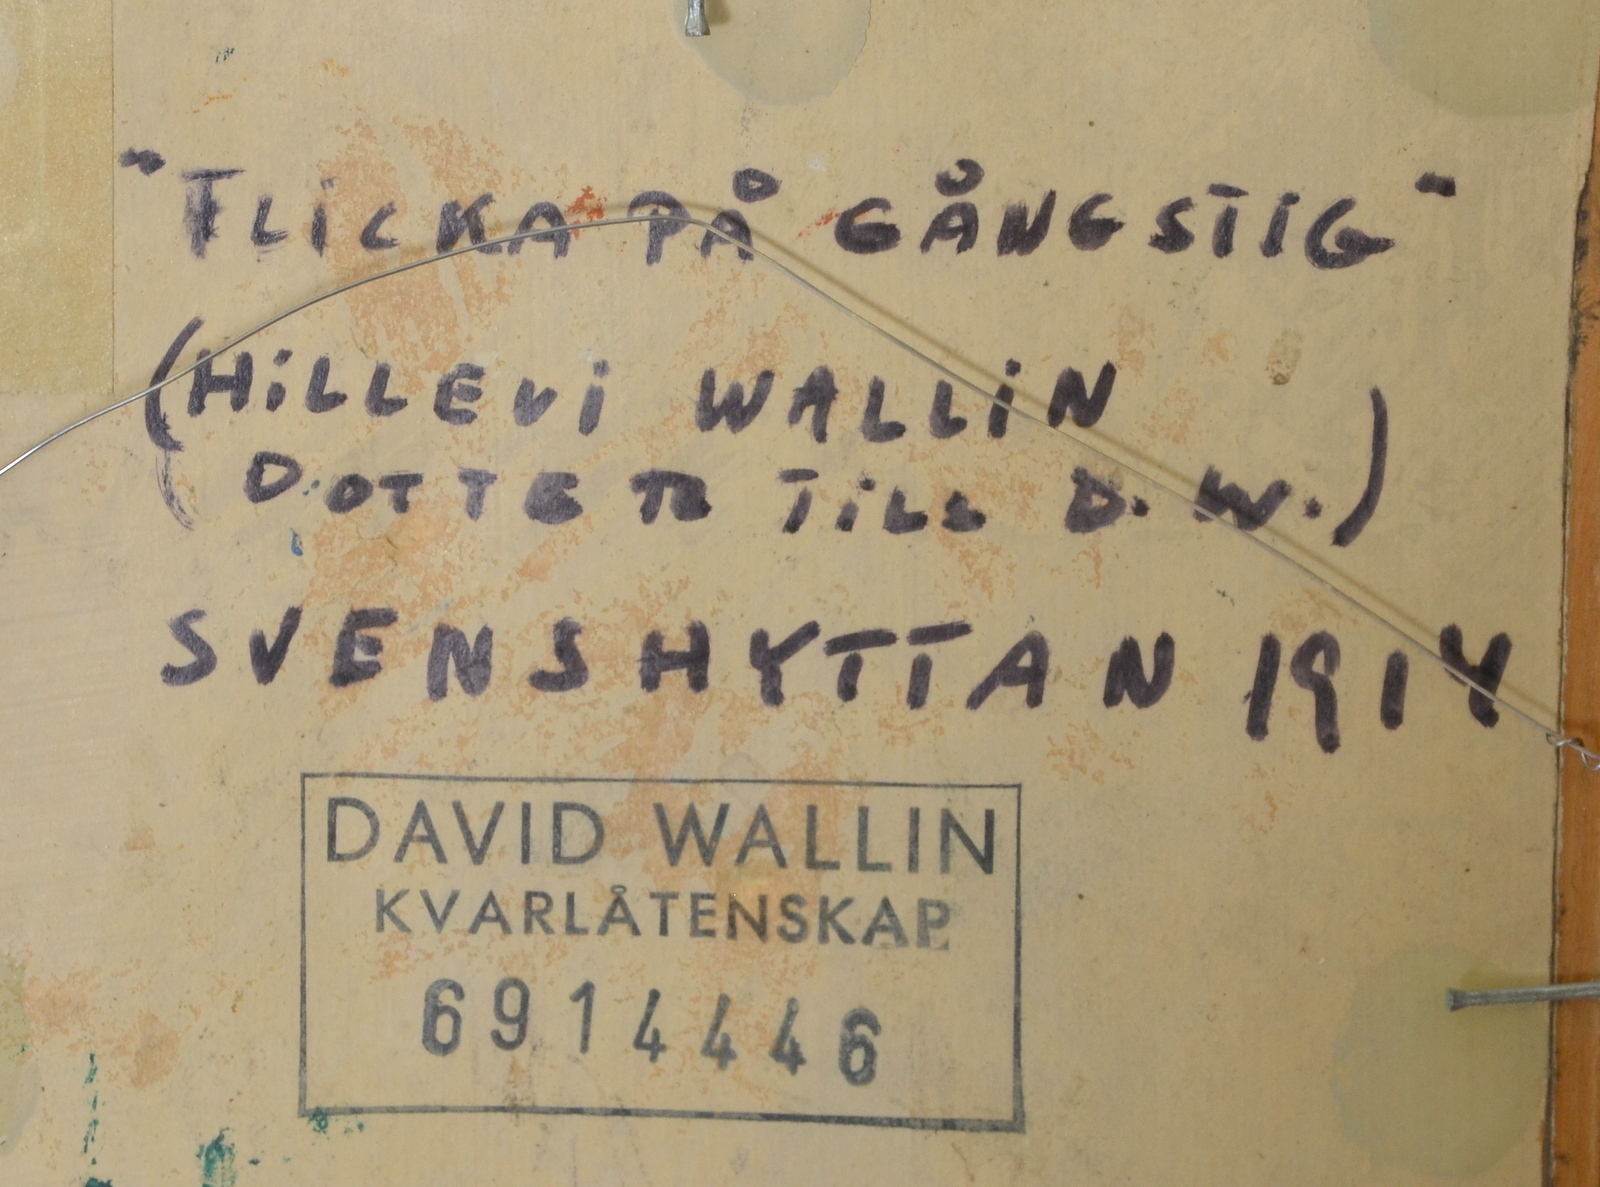 "FLICKA PÅ GÅNGSTIG"
(HiLLEVi WALLiN
DOTTER TiLL D.W.)
SVENSHYTTAN 1914
DAVID WALLIN
KVARLÅTENSKAP
6914446